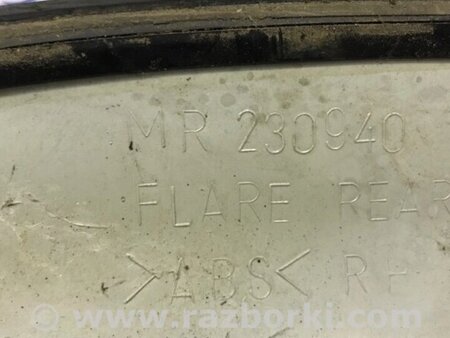 MR 230940
FLARE REAR
>ABS< RH
www.razborki.com